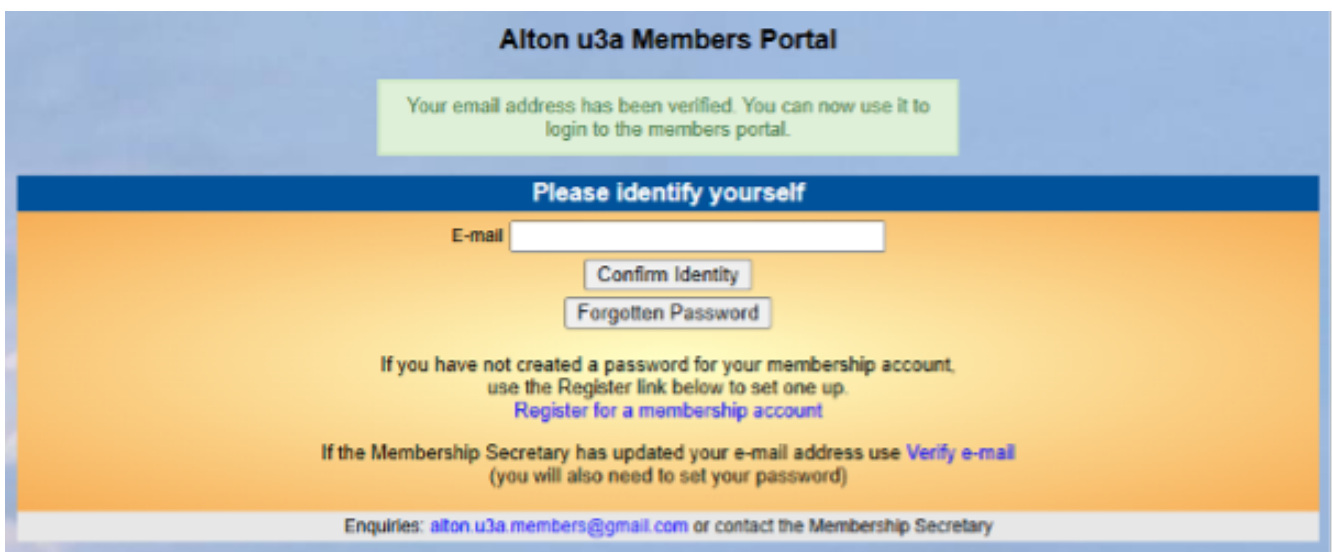 Alton u3a Members Portal
Your email address has been verified. You can now use it to
login to the members portal.
Please identify yourself
E-mail
Confirm Identity
Forgotten Password
If you have not created a password for your membership account,
use the Register link below to set one up.
Register for a membership account
If the Membership Secretary has updated your e-mail address use Verify e-mail
(you will also need to set your password)
Enquiries: alton.u3a.members@gmail.com or contact the Membership Secretary